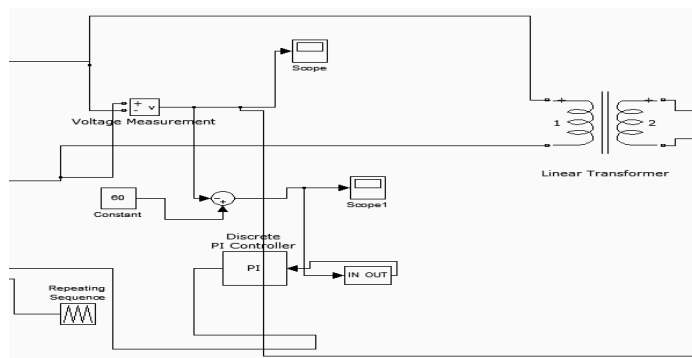 Scope
+
-
v
Voltage Measurement
+
+
1
2
Linear Transformer
60
Constant
-
+
Scope1
Discrete
PI Controller
PI
IN OUT
Repeating
Sequence